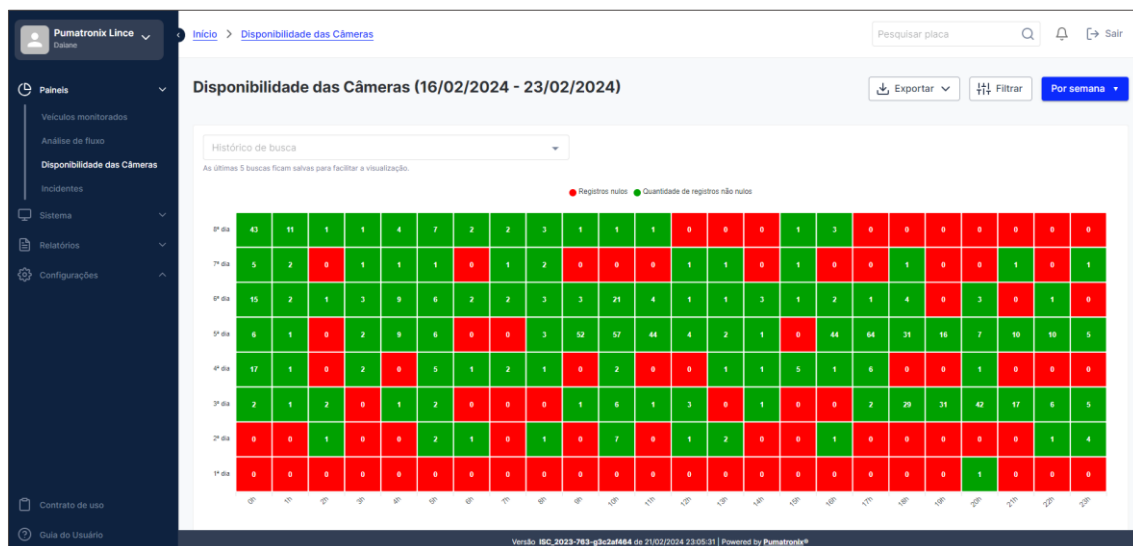 Pumatronix Lince
Daiane
Início > Disponibilidade das Câmeras
Pesquisar placa
Sair
Paineis
Veículos monitorados
Análise de fluxo
Disponibilidade das Câmeras
Incidentes
Sistema
Relatórios
Configurações
Contrato de uso
Guia do Usuário
Disponibilidade das Câmeras (16/02/2024 - 23/02/2024)
Exportar
Filtrar
Por semana
Histórico de busca
As últimas 5 buscas ficam salvas para facilitar a visualização.
Registros nulos Quantidade de registros não nulos
8º dia 43 11 1 1 4 7 2 2 3 1 1 1 0 0 0 1 3 0 0 0 0 0 0 0
7º dia 5 2 0 1 1 1 0 1 2 0 0 0 1 1 0 1 0 0 1 0 0 1 0 1
6º dia 15 2 1 3 9 6 2 2 3 3 21 4 1 1 3 1 2 1 4 0 3 0 1 0
5º dia 6 1 0 2 9 6 0 0 3 52 57 44 4 2 1 0 44 64 31 16 7 10 10 5
4º dia 17 1 0 2 0 5 1 2 1 0 2 0 0 1 1 5 1 6 0 0 1 0 0 0
3º dia 2 1 2 0 1 2 0 0 0 1 6 1 3 0 1 0 0 2 29 31 42 17 6 5
2º dia 0 0 1 0 0 2 1 0 1 0 7 0 1 2 0 0 1 0 0 0 0 0 1 4
1º dia 0 0 0 0 0 0 0 0 0 0 0 0 0 0 0 0 0 0 0 0 1 0 0 0
0h 1h 2h 3h 4h 5h 6h 7h 8h 9h 10h 11h 12h 13h 14h 15h 16h 17h 18h 19h 20h 21h 22h 23h
Versão ISC_2023-763-g3c2af464 de 21/02/2024 23:05:31 | Powered by Pumatronix®